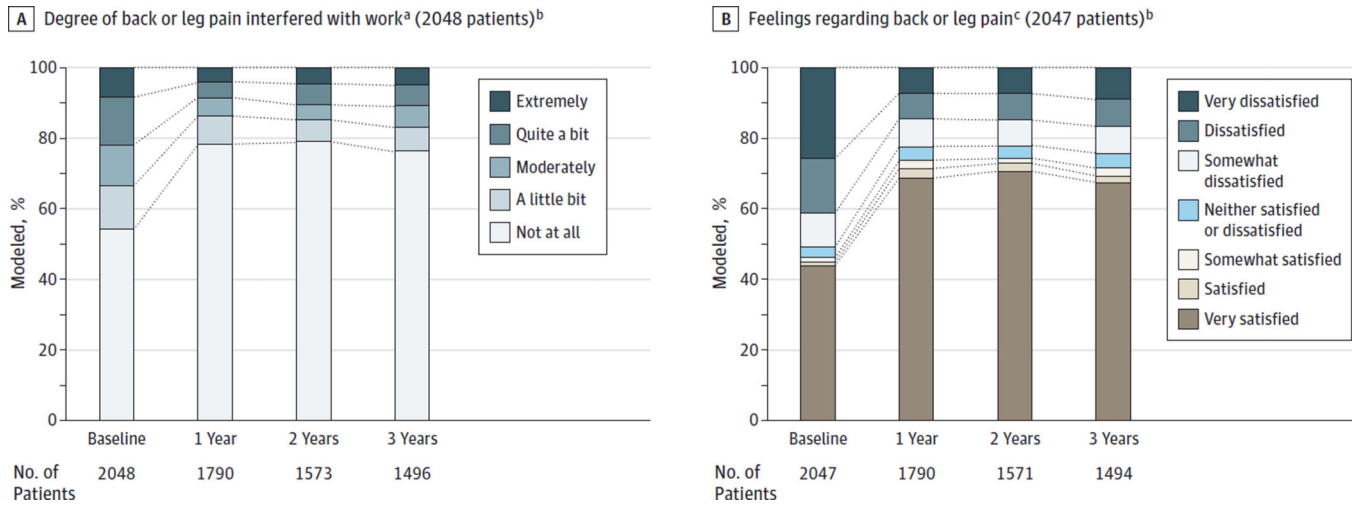 A Degree of back or leg pain interfered with workᵃ (2048 patients)ᵇ
100
80
60
40
20
0
Modeled, %
Extremely
Quite a bit
Moderately
A little bit
Not at all
Baseline 1 Year 2 Years 3 Years
No. of Patients 2048 1790 1573 1496
B Feelings regarding back or leg painᶜ (2047 patients)ᵇ
100
80
60
40
20
0
Modeled, %
Very dissatisfied
Dissatisfied
Somewhat
dissatisfied
Neither satisfied
or dissatisfied
Somewhat satisfied
Satisfied
Very satisfied
Baseline 1 Year 2 Years 3 Years
No. of Patients 2047 1790 1571 1494